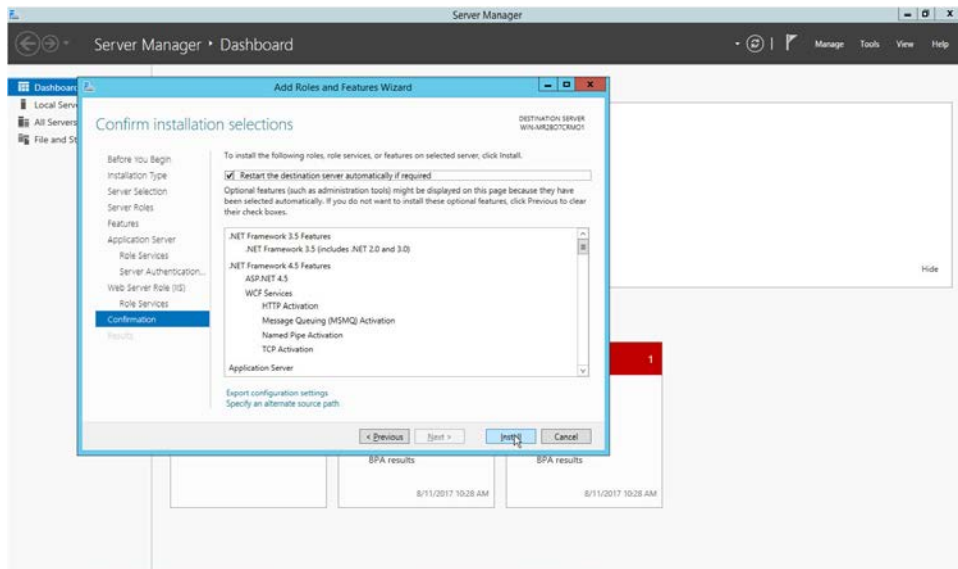 Server Manager
Server Manager • Dashboard
Manage Tools View Help
Dashboard
Local Serv
All Servers
File and St
Add Roles and Features Wizard
Confirm installation selections
DESTINATION SERVER
WIN-MR2BO7CRMO1
Before You Begin
Installation Type
Server Selection
Server Roles
Features
Application Server
Role Services
Server Authentication...
Web Server Role (IIS)
Role Services
Confirmation
Results
To install the following roles, role services, or features on selected server, click Install.
Restart the destination server automatically if required
Optional features (such as administration tools) might be displayed on this page because they have
been selected automatically. If you do not want to install these optional features, click Previous to clear
their check boxes.
.NET Framework 3.5 Features
.NET Framework 3.5 (includes .NET 2.0 and 3.0)
.NET Framework 4.5 Features
ASP.NET 4.5
WCF Services
HTTP Activation
Message Queuing (MSMQ) Activation
Named Pipe Activation
TCP Activation
Application Server
Export configuration settings
Specify an alternate source path
< Previous Next > Install Cancel
Hide
1
BPA results
8/11/2017 10:28 AM
BPA results
8/11/2017 10:28 AM